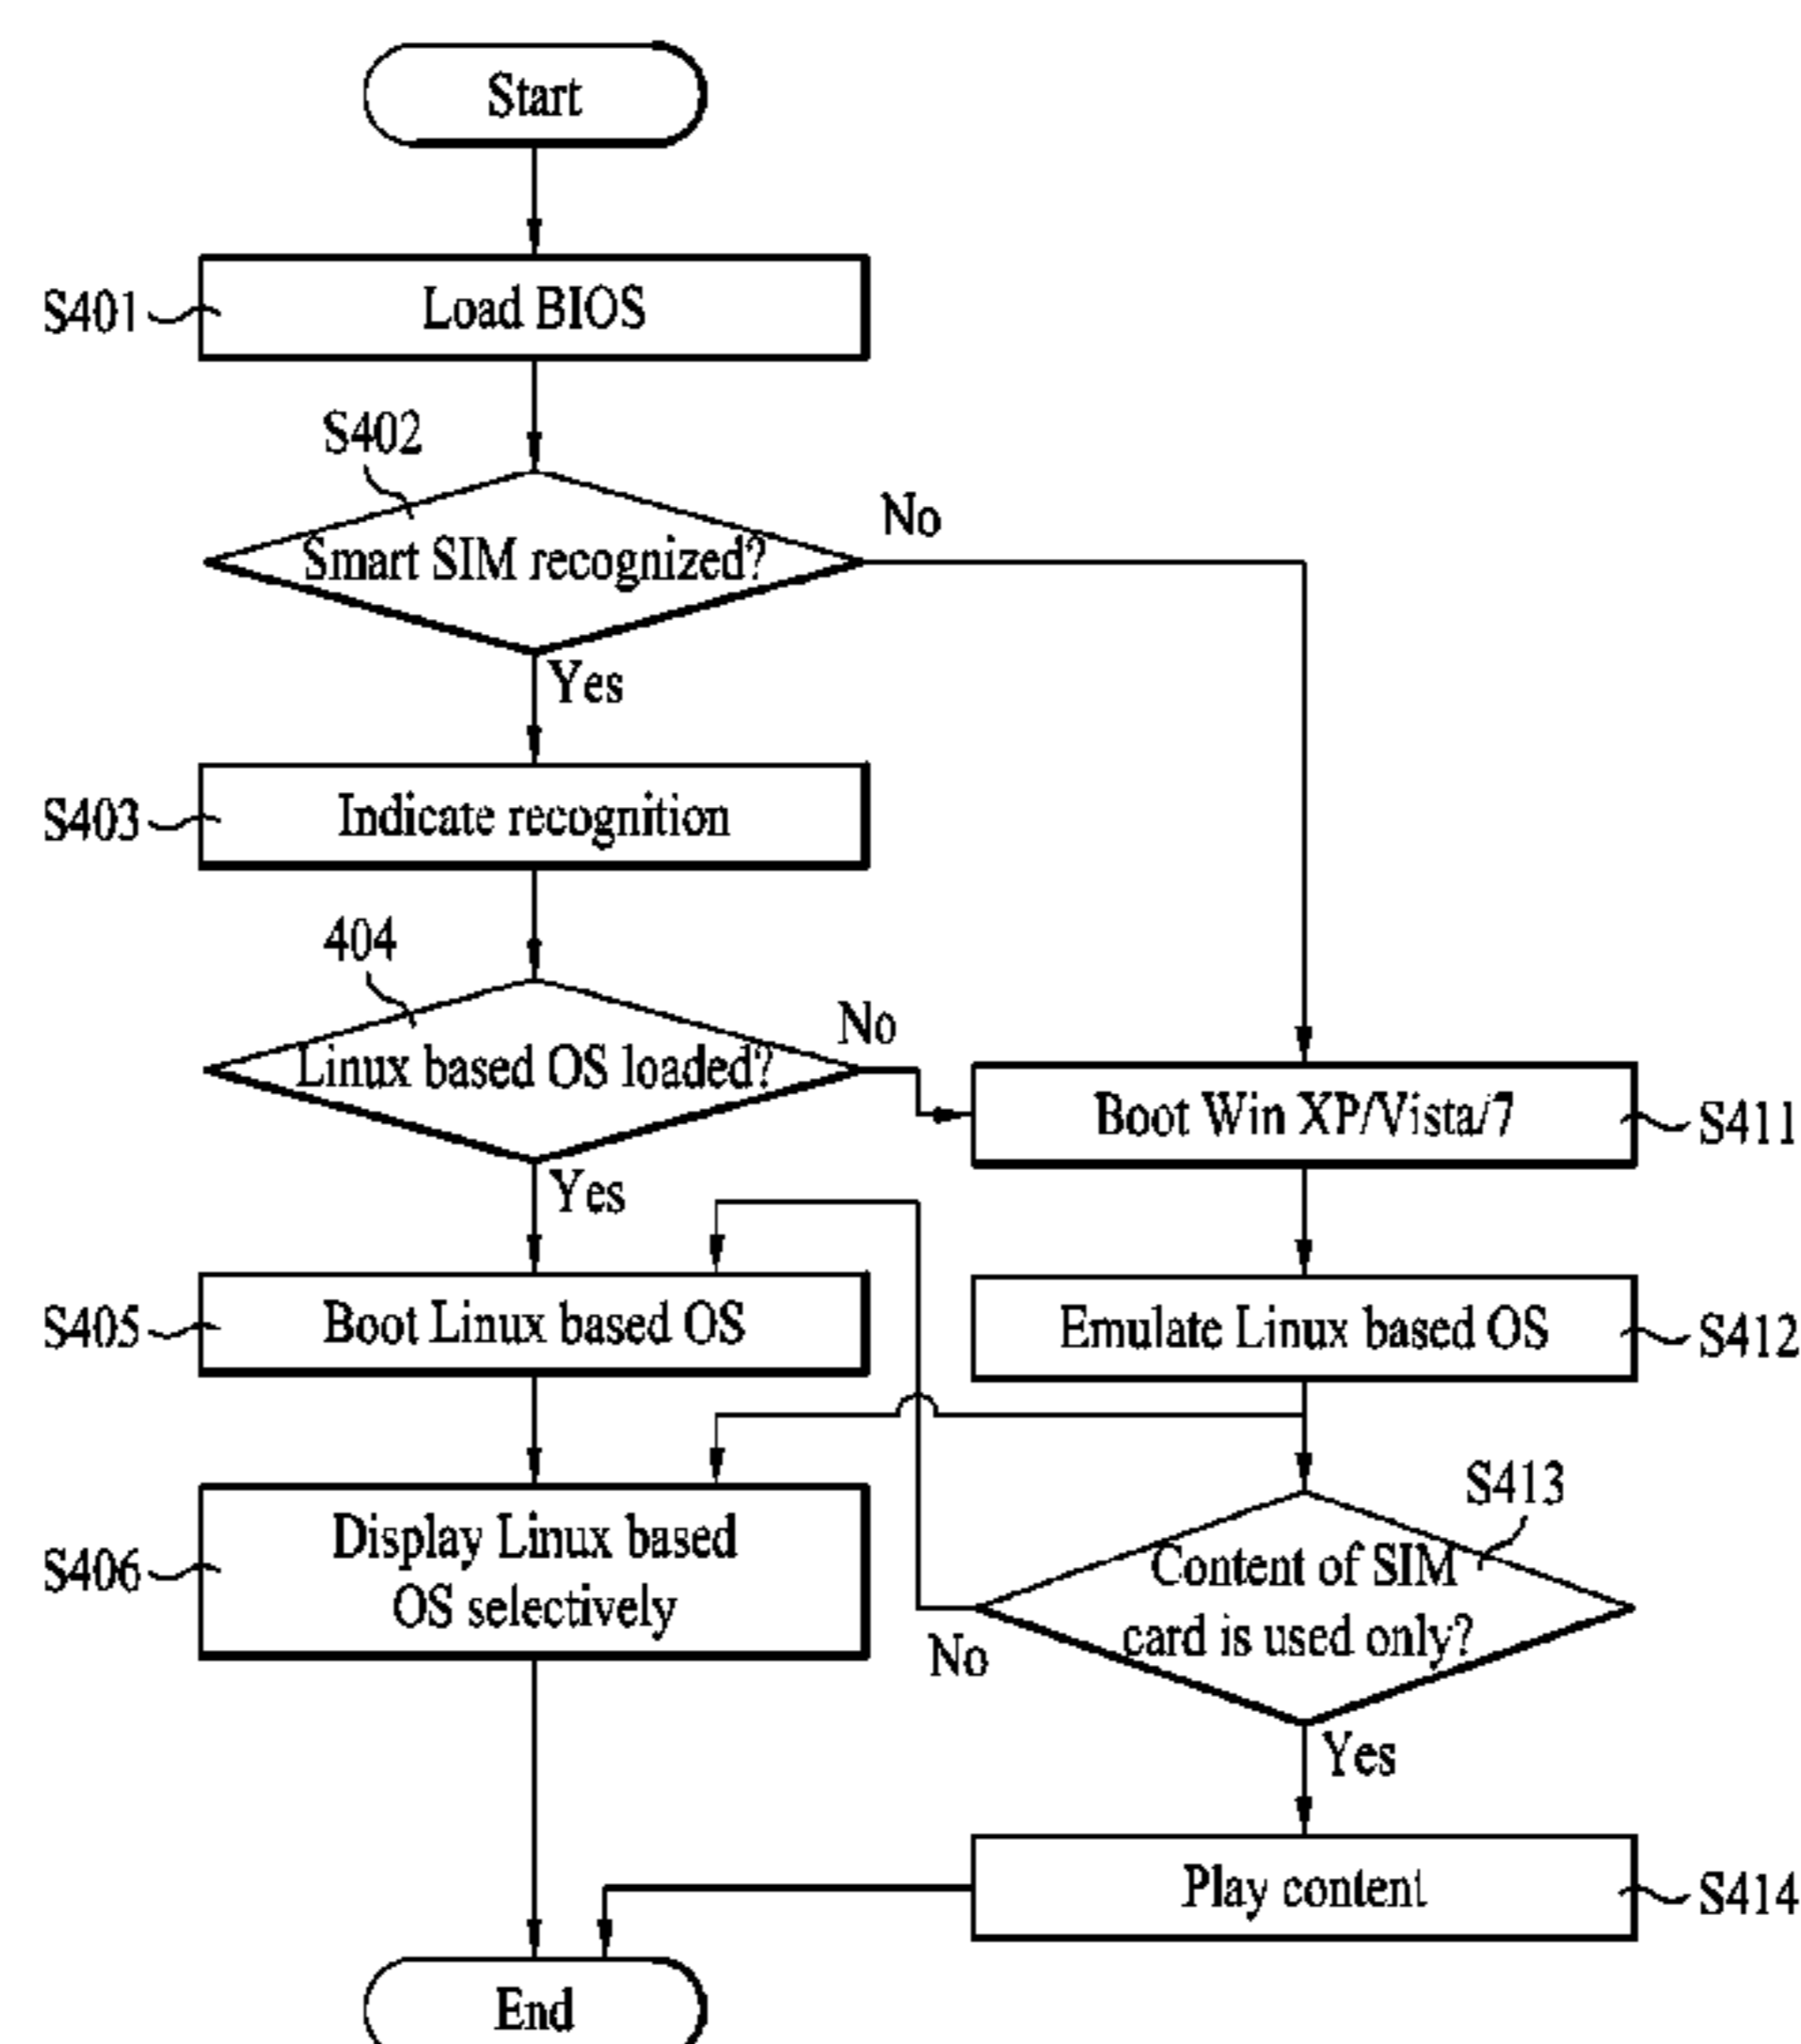 Start
S401
Load BIOS
S402
Smart SIM recognized?
No
Yes
S403
Indicate recognition
404
Linux based OS loaded?
No
Yes
Boot Win XP/Vista/7
S411
S405
Boot Linux based OS
Emulate Linux based OS
S412
S406
Display Linux based
OS selectively
S413
Content of SIM
card is used only?
No
Yes
Play content
S414
End